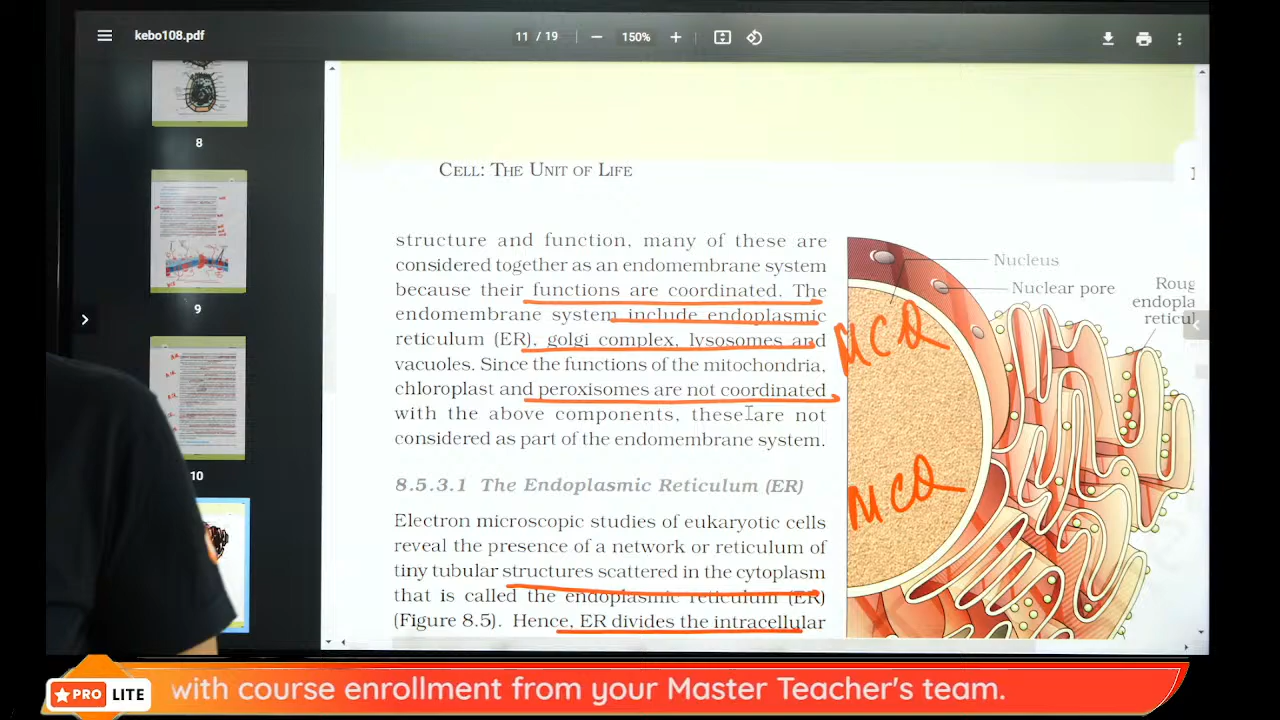 kebo108.pdf
11 / 19
150%
8
9
10
CELL: THE UNIT OF LIFE
1
structure and function, many of these are
considered together as an endomembrane system
because their functions are coordinated. The
endomembrane system include endoplasmic
reticulum (ER), golgi complex, lysosomes and
vacuoles. Since the functions of the mitochondria,
chloroplast and peroxisomes are not coordinated
with the above components, these are not
considered as part of the endomembrane system.
8.5.3.1 The Endoplasmic Reticulum (ER)
Electron microscopic studies of eukaryotic cells
reveal the presence of a network or reticulum of
tiny tubular structures scattered in the cytoplasm
that is called the endoplasmic reticulum (ER)
(Figure 8.5). Hence, ER divides the intracellular
Nucleus
Nuclear pore
Roug
endopla
reticul
MCQ
MCQ
PRO LITE
with course enrollment from your Master Teacher's team.